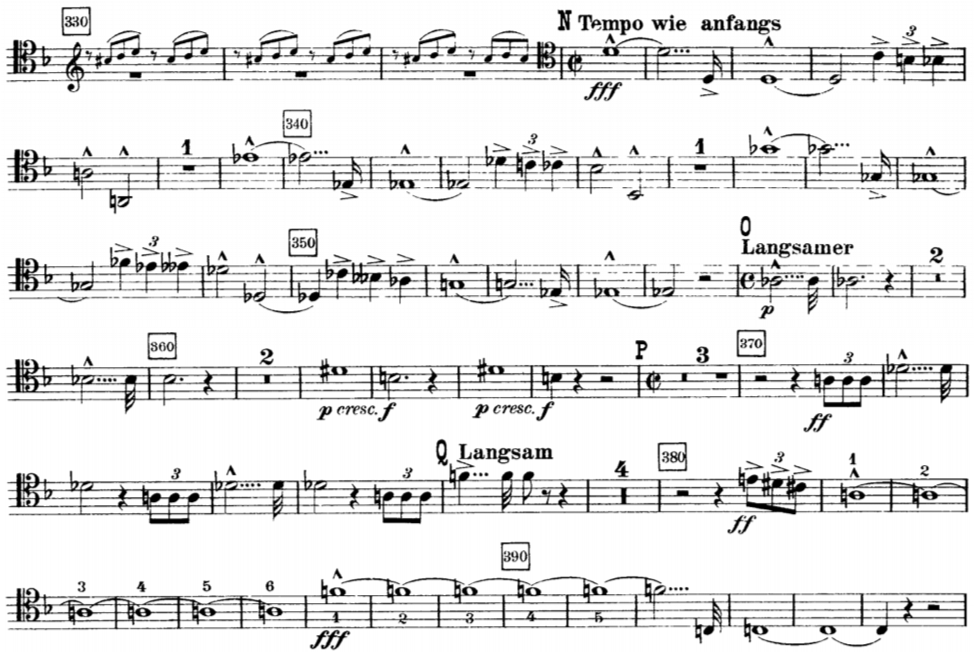 330 N Tempo wie anfangs
fff 3
1 340 3 1
3 350 O Langsamer p 2
360 2 p cresc. f p cresc. f P 3 370 ff 3
3 3 Q Langsam 4 380 ff 3 1 2
3 4 5 6 fff 1 2 3 390 4 5